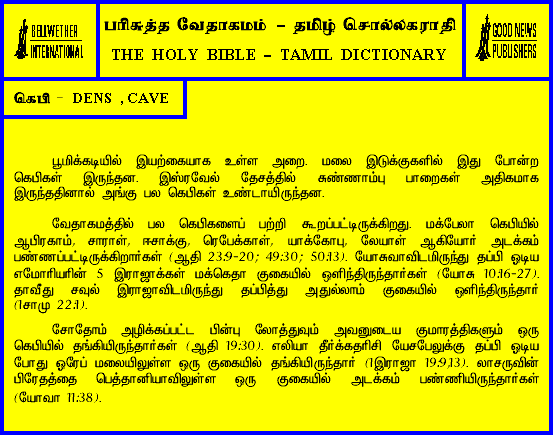 BELLWETHER
INTERNATIONAL
பரிசுத்த வேதாகமம் - தமிழ் சொல்லகராதி
THE HOLY BIBLE - TAMIL DICTIONARY
GOOD NEWS
PUBLISHERS
கெபி - DENS , CAVE
பூமிக்கடியில் இயற்கையாக உள்ள அறை. மலை இடுக்குகளில் இது போன்ற
கெபிகள் இருந்தன. இஸ்ரவேல் தேசத்தில் சுண்ணாம்பு பாறைகள் அதிகமாக
இருந்ததினால் அங்கு பல கெபிகள் உண்டாயிருந்தன.
வேதாகமத்தில் பல கெபிகளைப் பற்றி கூறப்பட்டிருக்கிறது. மக்பேலா கெபியில்
ஆபிரகாம், சாராள், ஈசாக்கு, ரெபேக்காள், யாக்கோபு, லேயாள் ஆகியோர் அடக்கம்
பண்ணப்பட்டிருக்கிறார்கள் (ஆதி 23:9-20; 49:30; 50:13). யோசுவாவிடமிருந்து தப்பி ஓடிய
எமோரியரின் 5 இராஜாக்கள் மக்கெதா குகையில் ஒளிந்திருந்தார்கள் (யோசு 10:16-27).
தாவீது சவுல் இராஜாவிடமிருந்து தப்பித்து அதுல்லாம் குகையில் ஒளிந்திருந்தார்
(1சாமு 22:1).
சோதோம் அழிக்கப்பட்ட பின்பு லோத்துவும் அவனுடைய குமாரத்திகளும் ஒரு
கெபியில் தங்கியிருந்தார்கள் (ஆதி 19:30). எலியா தீர்க்கதரிசி யேசபேலுக்கு தப்பி ஓடிய
போது ஓரேப் மலையிலுள்ள ஒரு குகையில் தங்கியிருந்தார் (1இராஜா 19:9,13). லாசருவின்
பிரேதத்தை பெத்தானியாவிலுள்ள ஒரு குகையில் அடக்கம் பண்ணியிருந்தார்கள்
(யோவா 11:38).